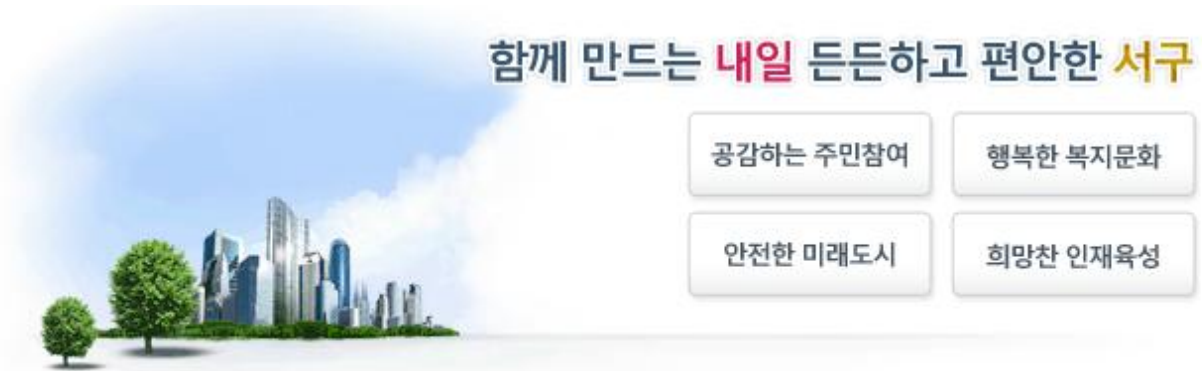 함께 만드는 내일 든든하고 편안한 서구
공감하는 주민참여
행복한 복지문화
안전한 미래도시
희망찬 인재육성